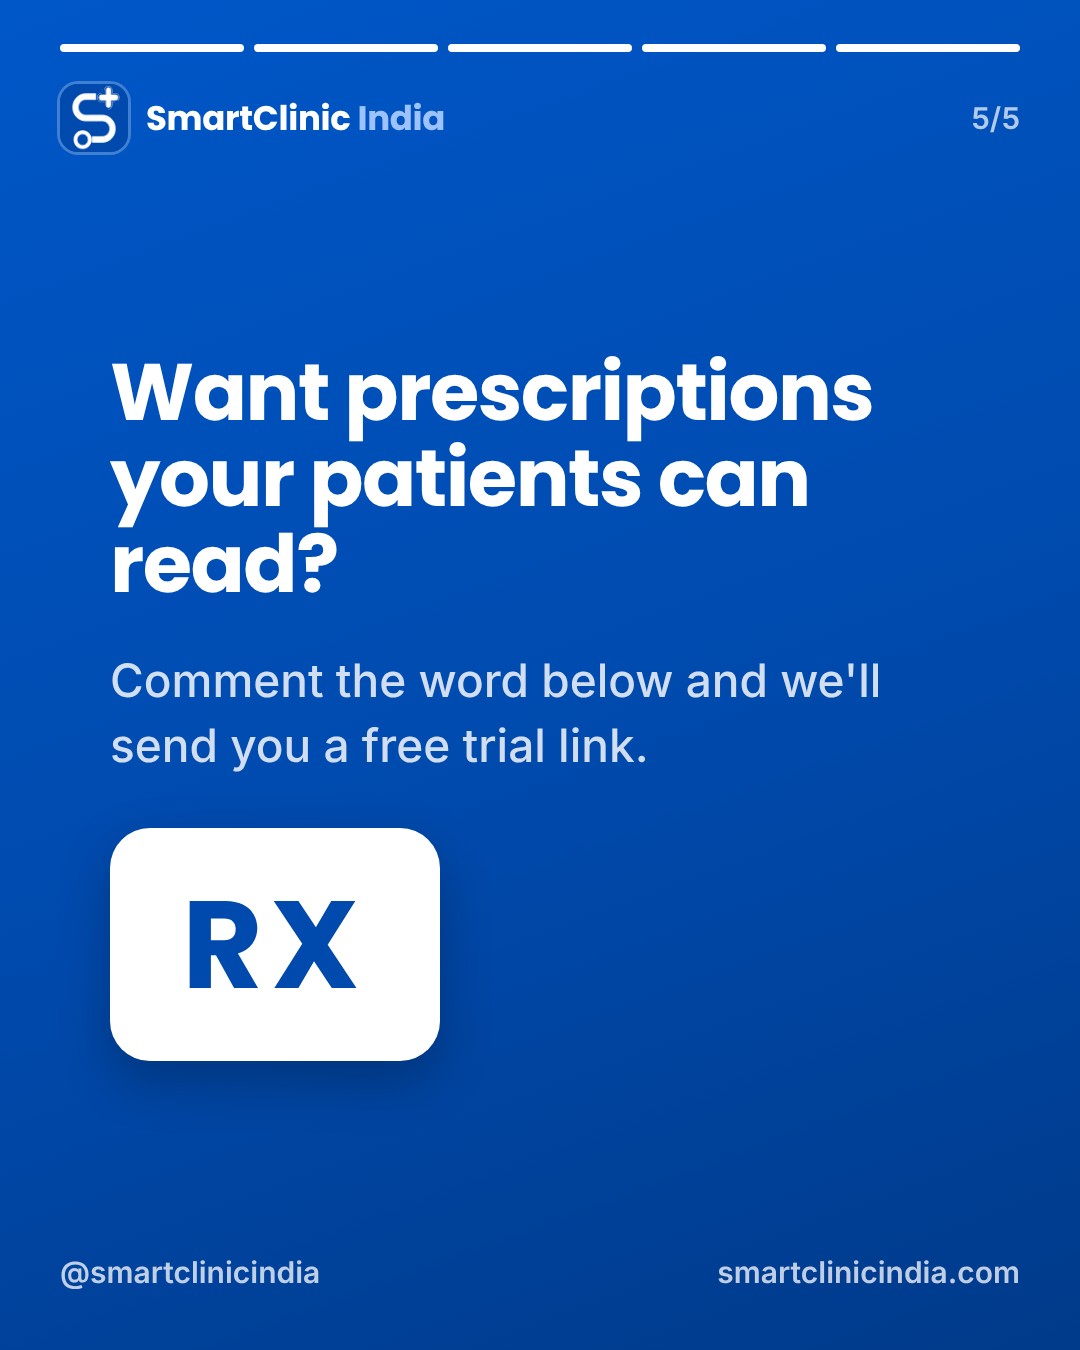 SmartClinic India
5/5
Want prescriptions
your patients can
read?
Comment the word below and we'll
send you a free trial link.
RX
@smartclinicindia
smartclinicindia.com